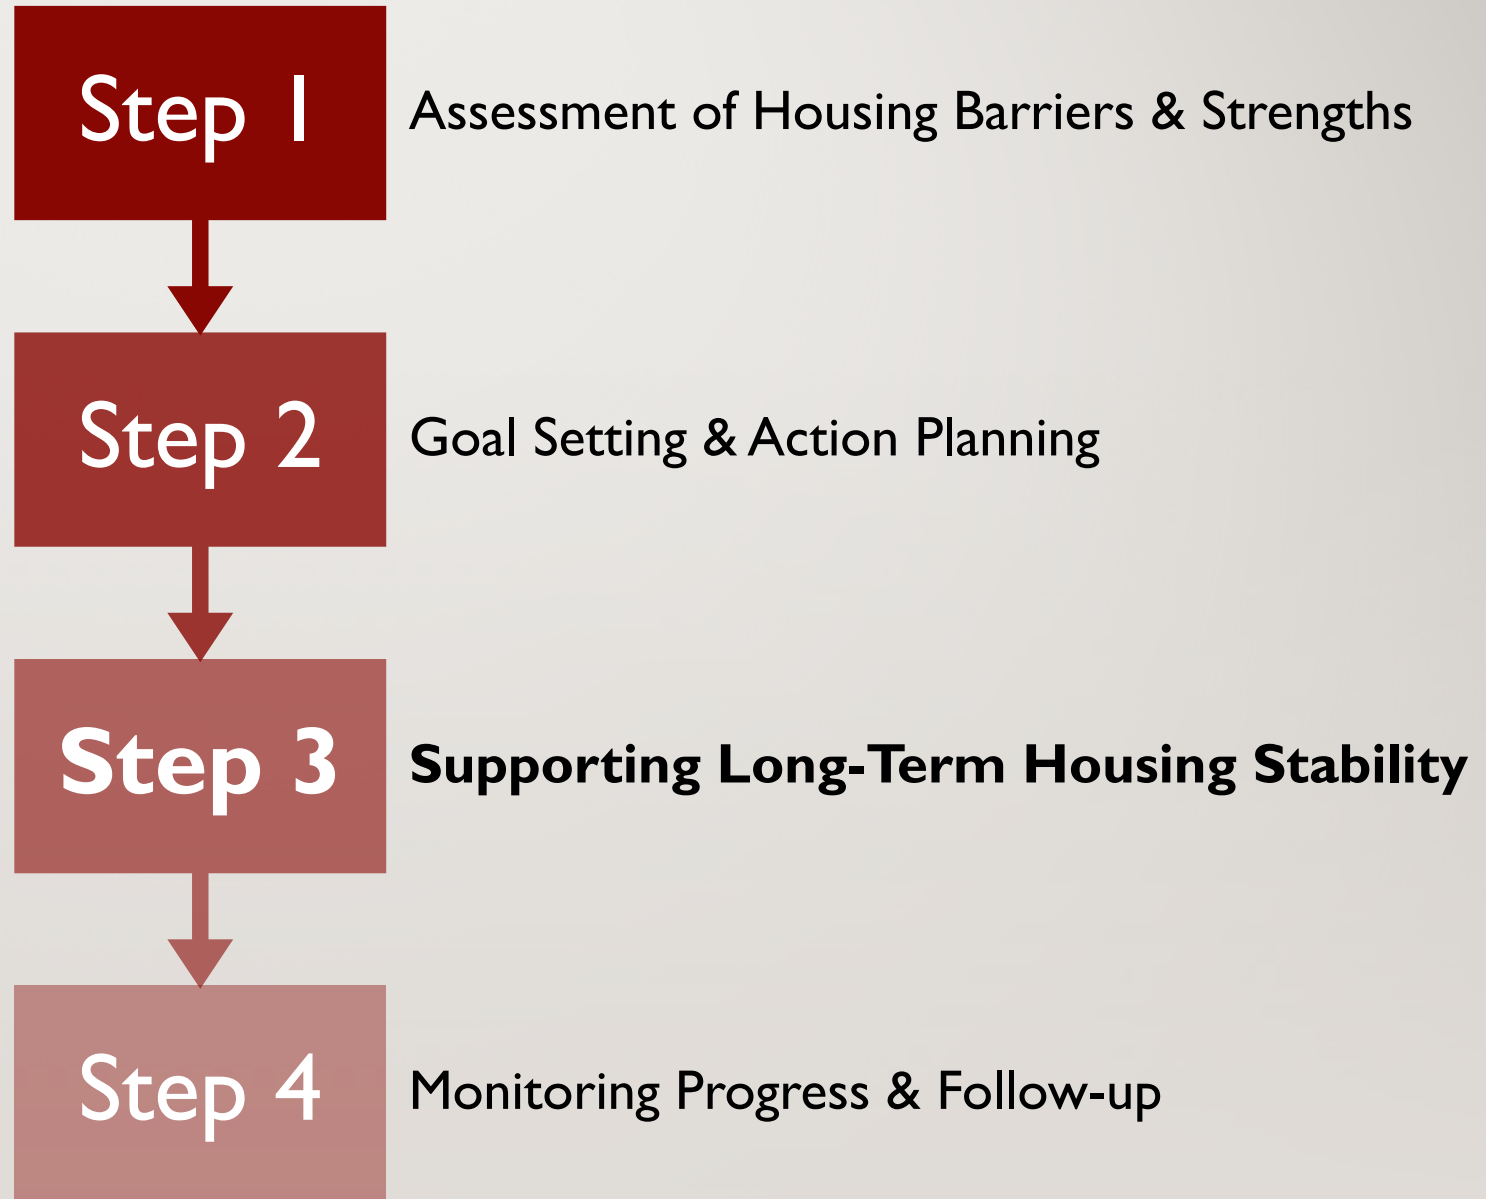 Step 1
Assessment of Housing Barriers & Strengths
Step 2
Goal Setting & Action Planning
Step 3
Supporting Long-Term Housing Stability
Step 4
Monitoring Progress & Follow-up